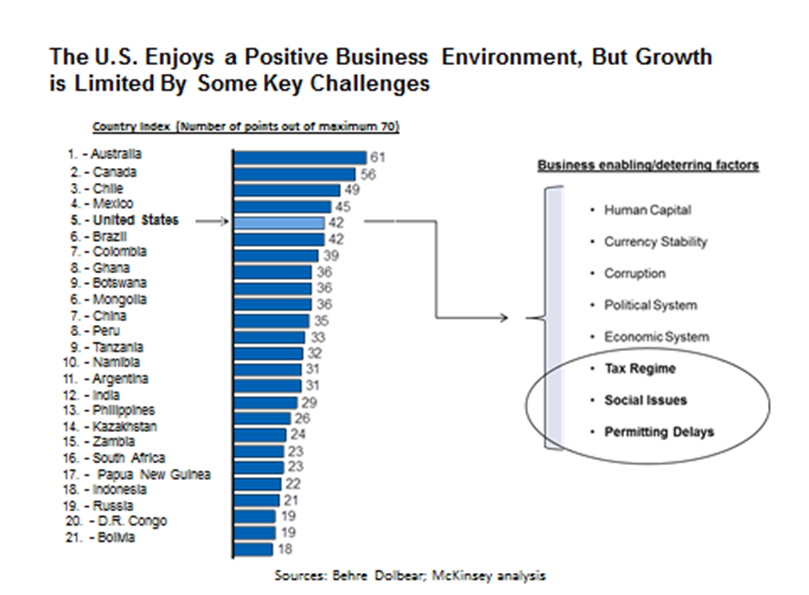 The U.S. Enjoys a Positive Business Environment, But Growth
is Limited By Some Key Challenges
Country Index (Number of points out of maximum 70)
1. - Australia 61
2. - Canada 56
3. - Chile 49
4. - Mexico 45
5. - United States 42
6. - Brazil 42
7. - Colombia 39
8. - Ghana 36
9. - Botswana 36
6. - Mongolia 36
7. - China 35
8. - Peru 33
9. - Tanzania 32
10. - Namibia 31
11. - Argentina 31
12. - India 29
13. - Philippines 26
14. - Kazakhstan 24
15. - Zambia 23
16. - South Africa 23
17. - Papua New Guinea 22
18. - Indonesia 21
19. - Russia 19
20. - D.R. Congo 19
21. - Bolivia 18
Business enabling/deterring factors
• Human Capital
• Currency Stability
• Corruption
• Political System
• Economic System
• Tax Regime
• Social Issues
• Permitting Delays
Sources: Behre Dolbear; McKinsey analysis